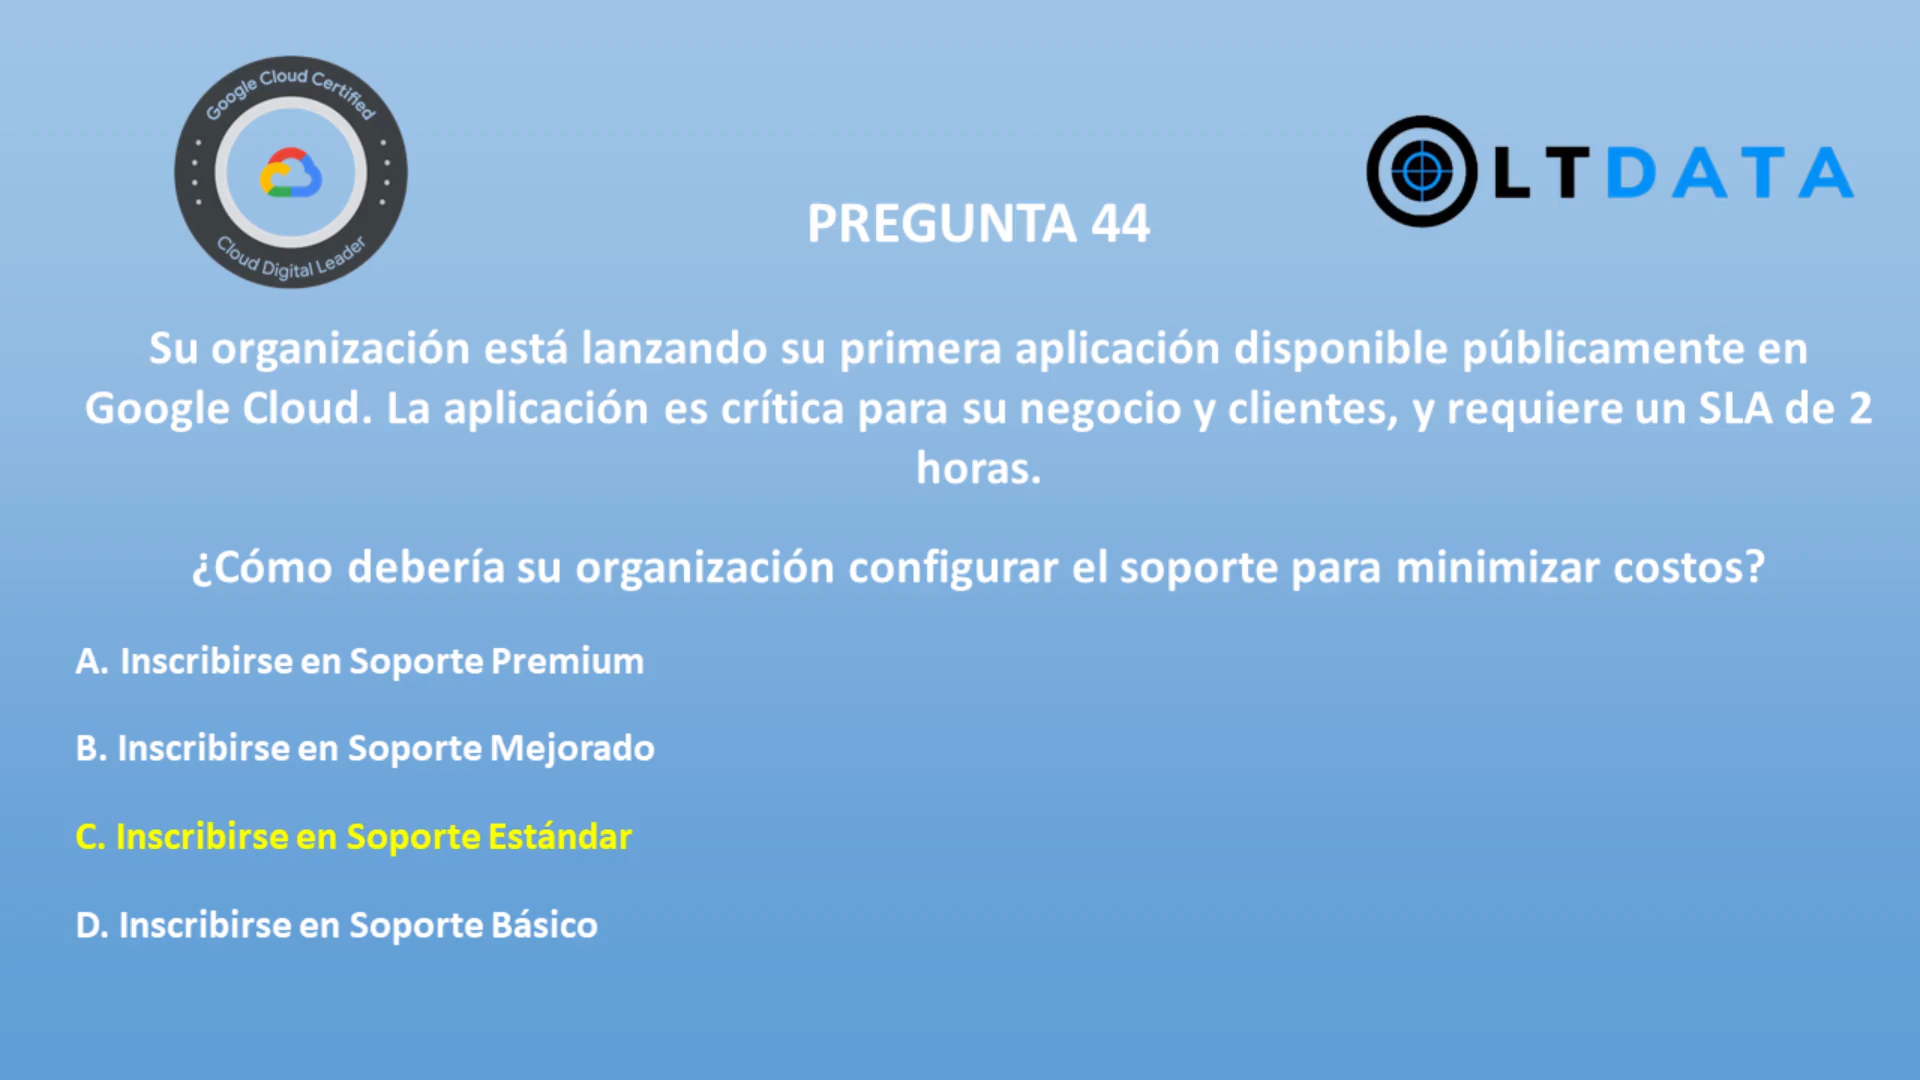 Google Cloud Certified
Cloud Digital Leader
LTDATA
PREGUNTA 44
Su organización está lanzando su primera aplicación disponible públicamente en
Google Cloud. La aplicación es crítica para su negocio y clientes, y requiere un SLA de 2
horas.
¿Cómo debería su organización configurar el soporte para minimizar costos?
A. Inscribirse en Soporte Premium
B. Inscribirse en Soporte Mejorado
C. Inscribirse en Soporte Estándar
D. Inscribirse en Soporte Básico